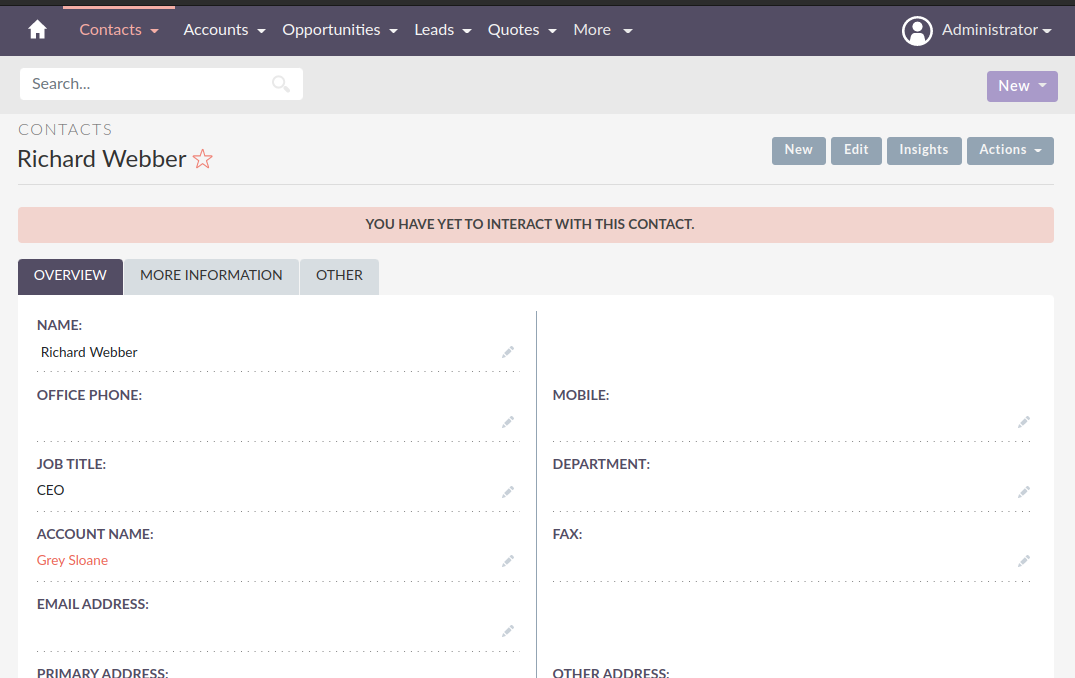 Contacts Accounts Opportunities Leads Quotes More Administrator
Search... New
CONTACTS
Richard Webber New Edit Insights Actions
YOU HAVE YET TO INTERACT WITH THIS CONTACT.
OVERVIEW MORE INFORMATION OTHER
NAME:
Richard Webber
OFFICE PHONE: MOBILE:
JOB TITLE: DEPARTMENT:
CEO
ACCOUNT NAME: FAX:
Grey Sloane
EMAIL ADDRESS:
PRIMARY ADDRESS: OTHER ADDRESS: